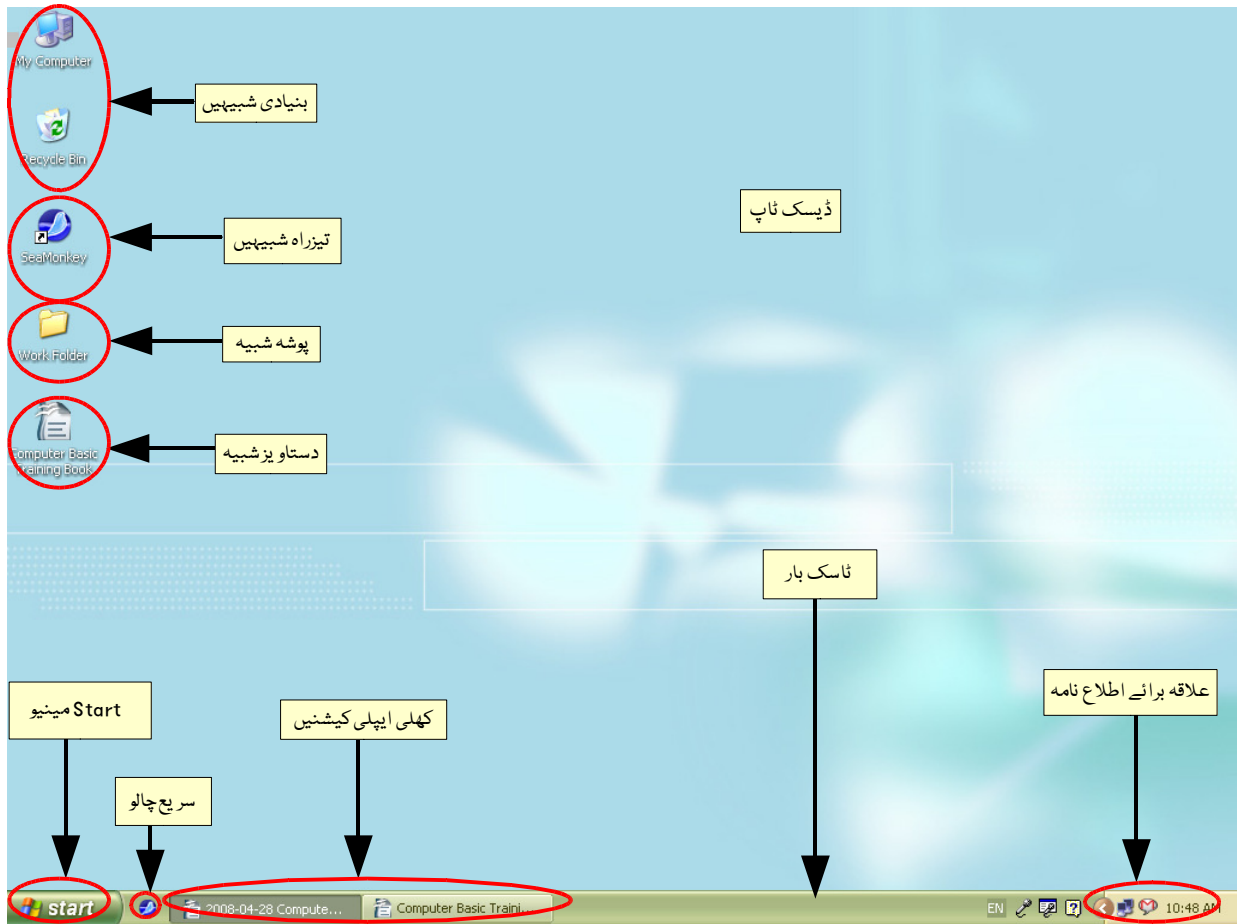 My Computer
بنیادی شبیہیں
Recycle Bin
ڈیسک ٹاپ
SeaMonkey
تیزراہ شبیہیں
Work Folder
پوشہ شبیہ
Computer Basic
Training Book
دستاویز شبیہ
ٹاسک بار
علاقہ برائے اطلاع نامہ
Start مینیو
کھلی ایپلی کیشنیں
سریع چالو
start
2008-04-28 Compute...
Computer Basic Traini...
EN
10:48 AM